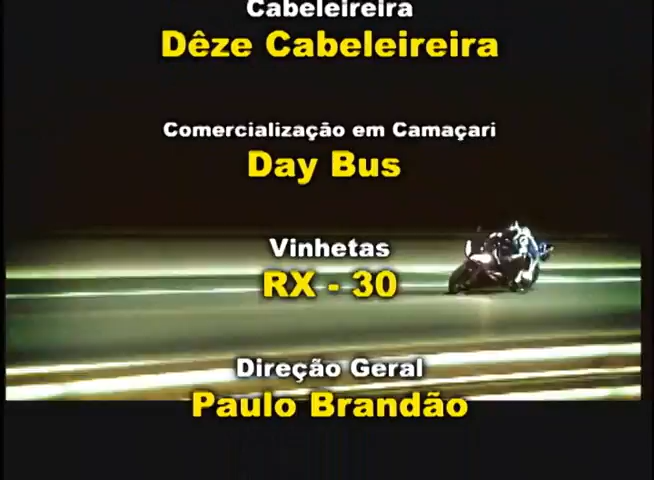 Cabeleireira
Dêze Cabeleireira
Comercialização em Camaçari
Day Bus
Vinhetas
RX - 30
Direção Geral
Paulo Brandão